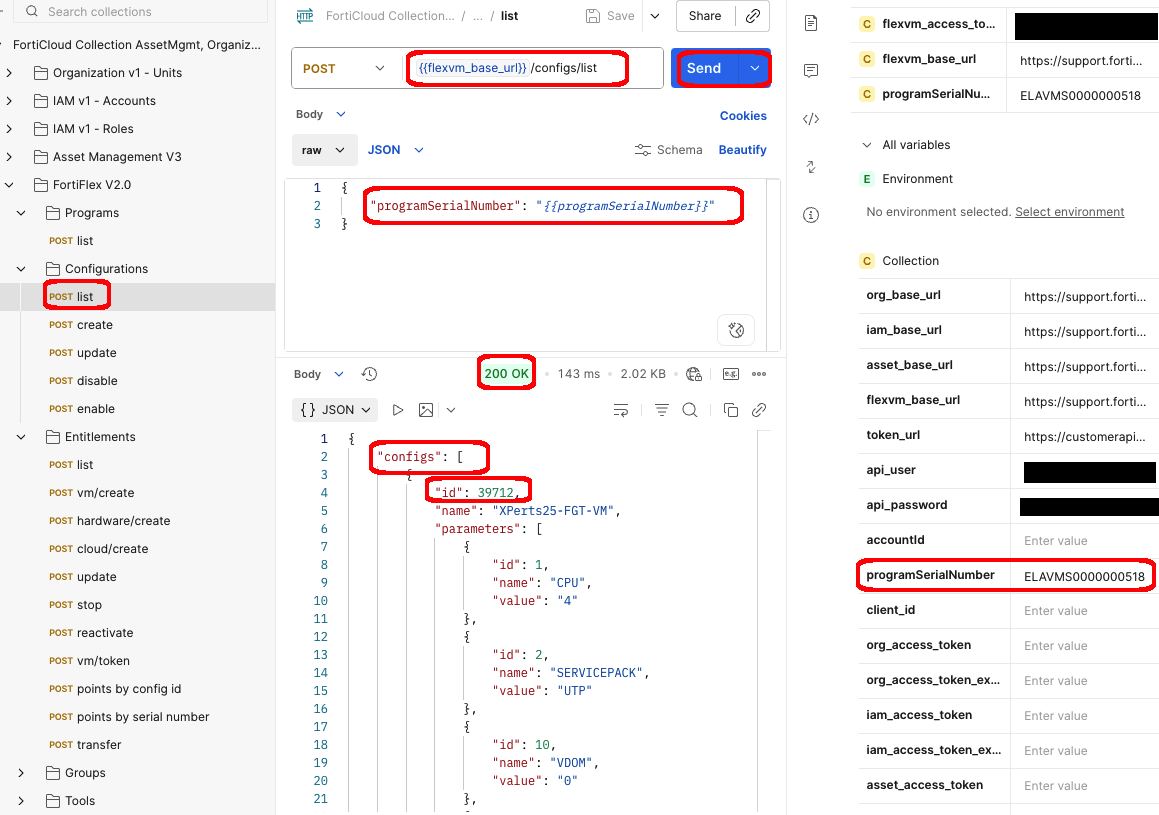 Search collections
FortiCloud Collection AssetMgmt, Organiz...
Organization v1 - Units
IAM v1 - Accounts
IAM v1 - Roles
Asset Management V3
FortiFlex V2.0
Programs
POST list
Configurations
POST list
POST create
POST update
POST disable
POST enable
Entitlements
POST list
POST vm/create
POST hardware/create
POST cloud/create
POST update
POST stop
POST reactivate
POST vm/token
POST points by config id
POST points by serial number
POST transfer
Groups
Tools
HTTP FortiCloud Collection... / ... / list
Save
Share
POST
{{flexvm_base_url}} /configs/list
Send
Body
Cookies
raw
JSON
Schema
Beautify
1 {
2 "programSerialNumber": "{{programSerialNumber}}"
3 }
Body
200 OK • 143 ms • 2.02 KB •
e.g.
{} JSON
1 {
2 "configs": [
3 {
4 "id": 39712,
5 "name": "XPerts25-FGT-VM",
6 "parameters": [
7 {
8 "id": 1,
9 "name": "CPU",
10 "value": "4"
11 },
12 {
13 "id": 2,
14 "name": "SERVICEPACK",
15 "value": "UTP"
16 },
17 {
18 "id": 10,
19 "name": "VDOM",
20 "value": "0"
21 },
C flexvm_access_to...
C flexvm_base_url https://support.forti...
C programSerialNu... ELAVMS0000000518
All variables
E Environment
No environment selected. Select environment
C Collection
org_base_url https://support.forti...
iam_base_url https://support.forti...
asset_base_url https://support.forti...
flexvm_base_url https://support.forti...
token_url https://customerapi...
api_user
api_password
accountId Enter value
programSerialNumber ELAVMS0000000518
client_id Enter value
org_access_token Enter value
org_access_token_ex... Enter value
iam_access_token Enter value
iam_access_token_ex... Enter value
asset_access_token Enter value